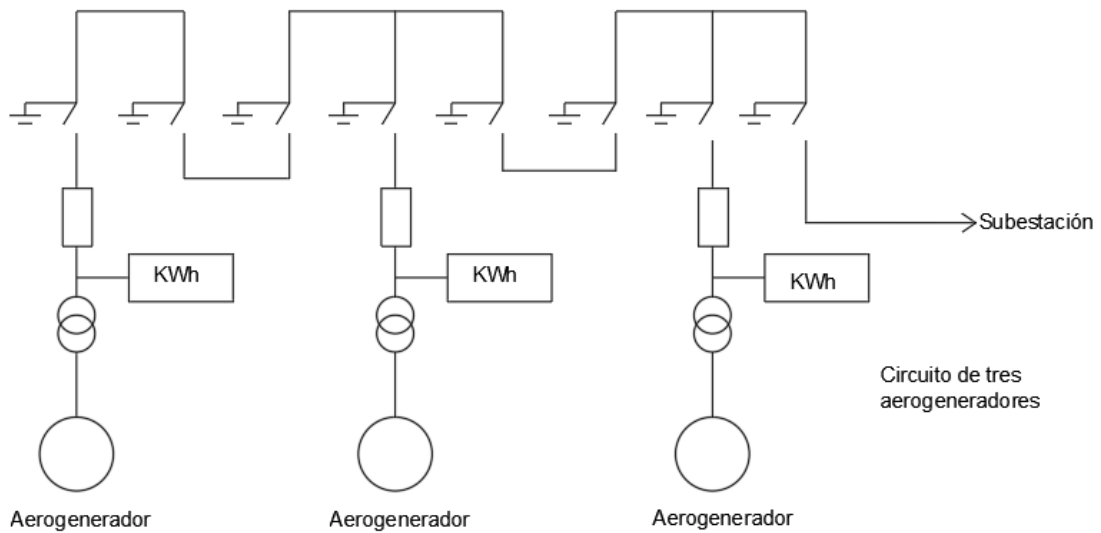 Subestación
KWh
KWh
KWh
Circuito de tres
aerogeneradores
Aerogenerador
Aerogenerador
Aerogenerador